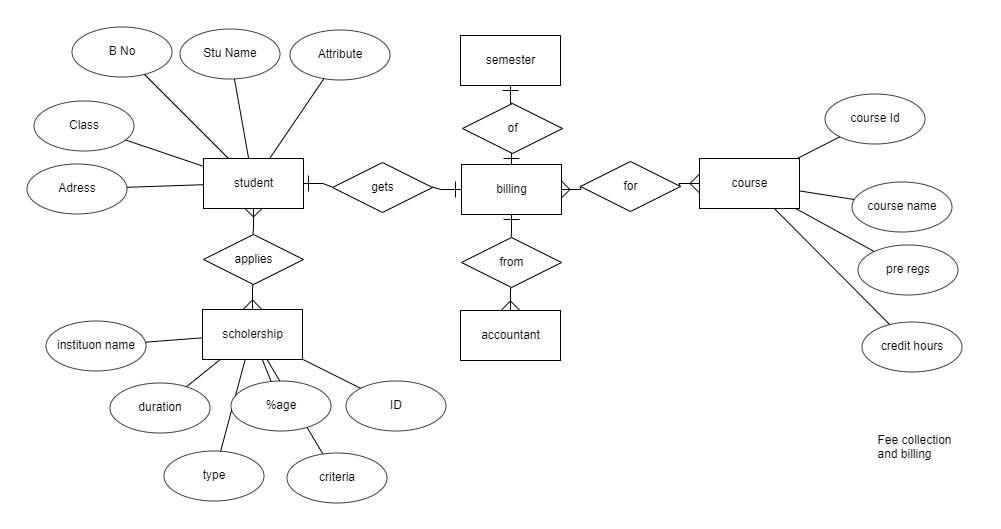 B No
Stu Name
Attribute
semester
Class
of
course Id
Adress
student
gets
billing
for
course
course name
applies
from
pre regs
scholership
accountant
instituon name
credit hours
duration
%age
ID
type
criteria
Fee collection
and billing